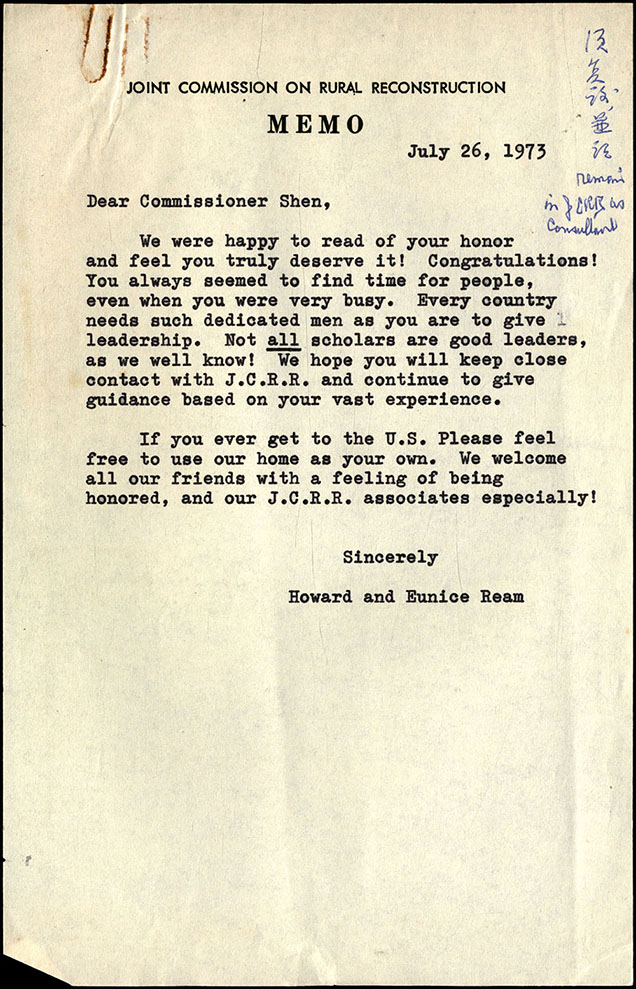 JOINT COMMISSION ON RURAL RECONSTRUCTION
MEMO
July 26, 1973
須
複
謝
並
説
remain
in JCRR as
Consultant
Dear Commissioner Shen,
We were happy to read of your honor
and feel you truly deserve it!  Congratulations!
You always seemed to find time for people,
even when you were very busy.  Every country
needs such dedicated men as you are to give
leadership.  Not all scholars are good leaders,
as we well know!  We hope you will keep close
contact with J.C.R.R. and continue to give
guidance based on your vast experience.
If you ever get to the U.S. Please feel
free to use our home as your own.  We welcome
all our friends with a feeling of being
honored, and our J.C.R.R. associates especially!
Sincerely
Howard and Eunice Ream